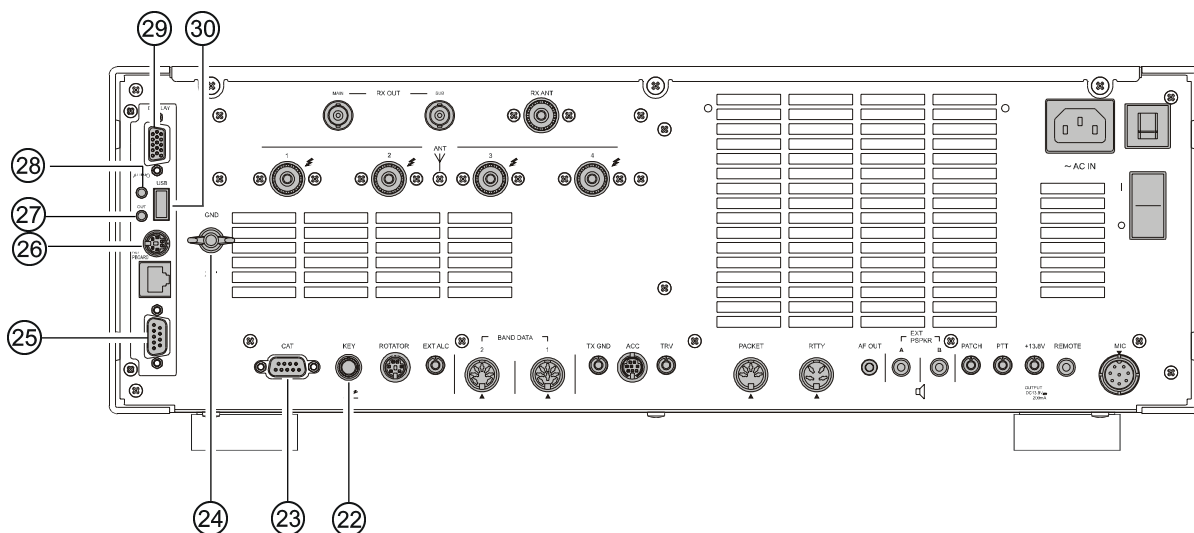 29 30
MAIN RX OUT SUB RX ANT
1 2 ANT 3 4
~ AC IN
28
USB
27 OUT GND
26
25
I
O
CAT KEY ROTATOR EXT ALC 2 BAND DATA 1 TX GND ACC TRV PACKET RTTY AF OUT EXT SPKR A B PATCH PTT +13.8V REMOTE MIC
OUTPUT
200mA
24 23 22